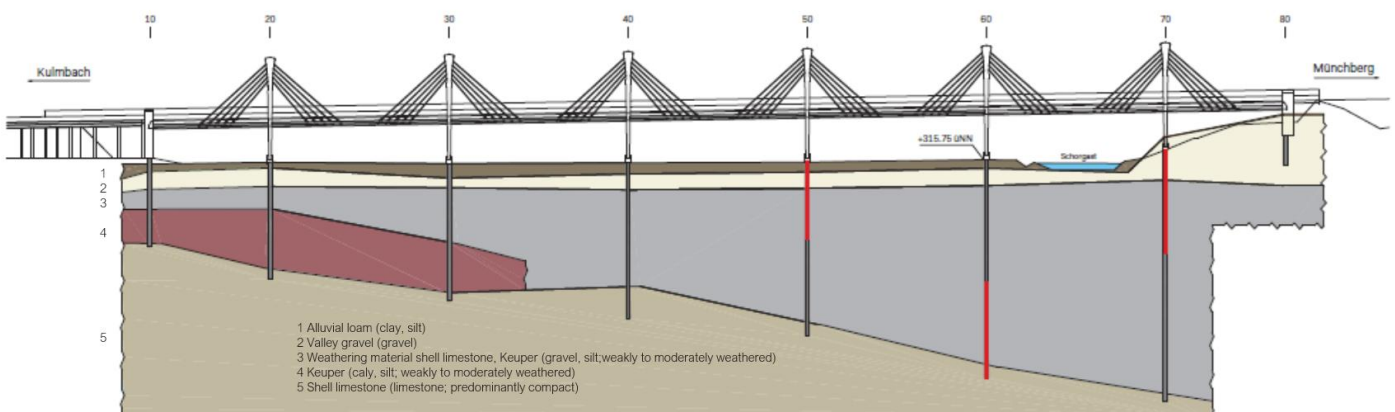 10 20 30 40 50 60 70 80
Kulmbach
Münchberg
+315.75 üNN
Schorgast
1
2
3
4
5
1 Alluvial loam (clay, silt)
2 Valley gravel (gravel)
3 Weathering material shell limestone, Keuper (gravel, silt;weakly to moderately weathered)
4 Keuper (caly, silt; weakly to moderately weathered)
5 Shell limestone (limestone; predominantly compact)